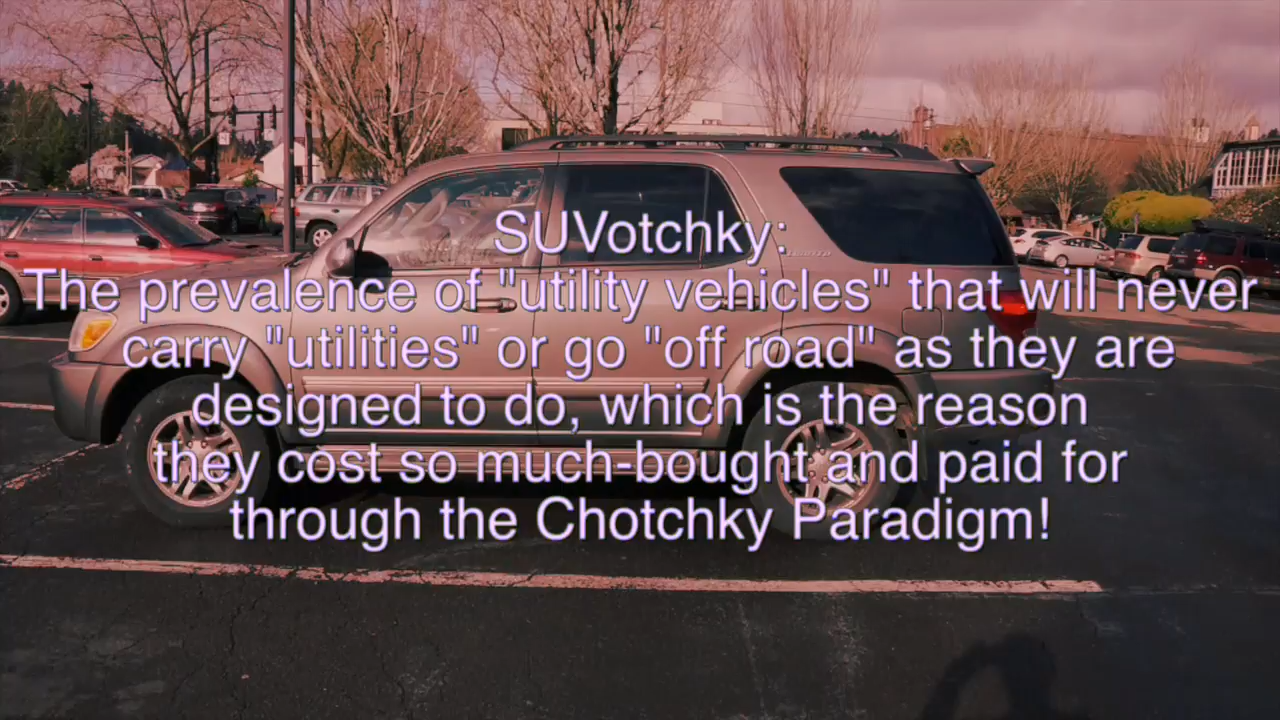 SUVotchky:
The prevalence of "utility vehicles" that will never
carry "utilities" or go "off road" as they are
designed to do, which is the reason
they cost so much-bought and paid for
through the Chotchky Paradigm!
LIMITED